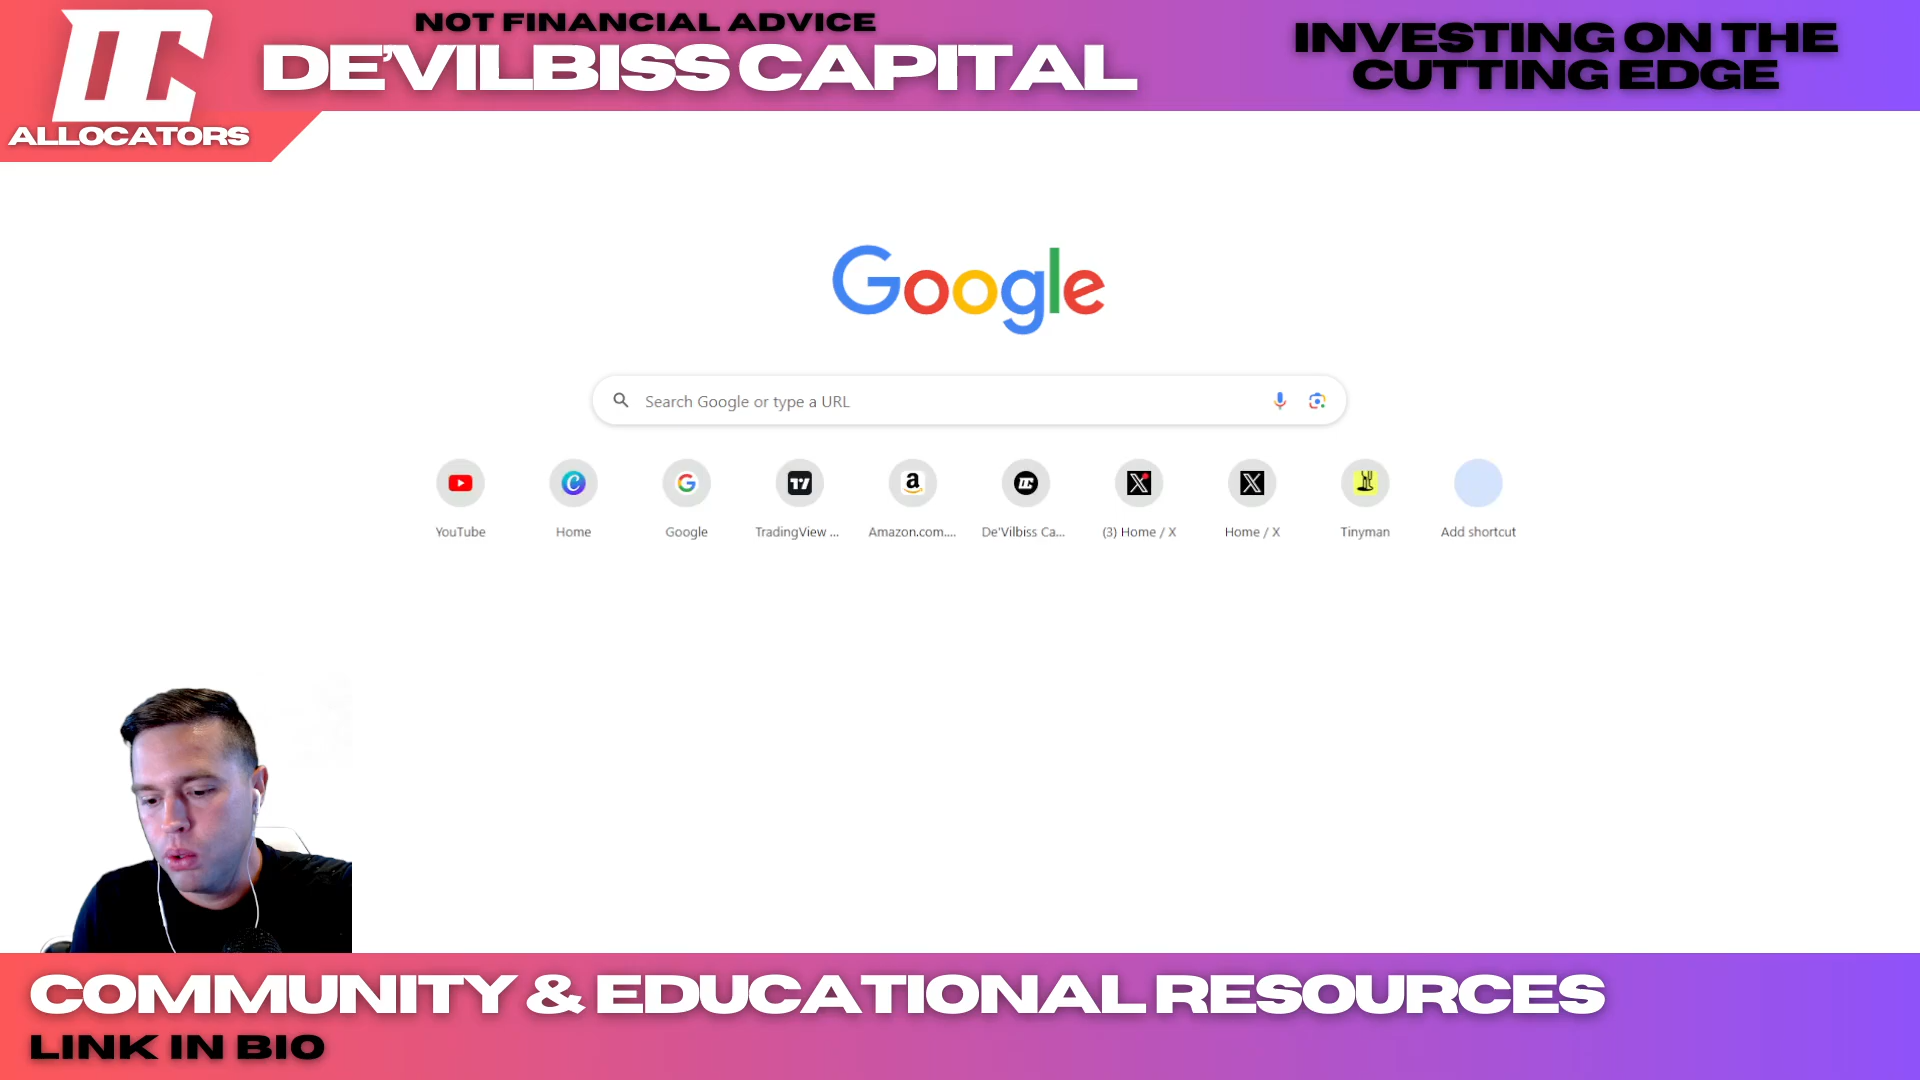 NOT FINANCIAL ADVICE
DE'VILBISS CAPITAL
INVESTING ON THE
CUTTING EDGE
DC
ALLOCATORS
Google
Search Google or type a URL
YouTube
Home
Google
TradingView ...
Amazon.com....
De'Vilbiss Ca...
(3) Home / X
Home / X
Tinyman
Add shortcut
COMMUNITY & EDUCATIONAL RESOURCES
LINK IN BIO